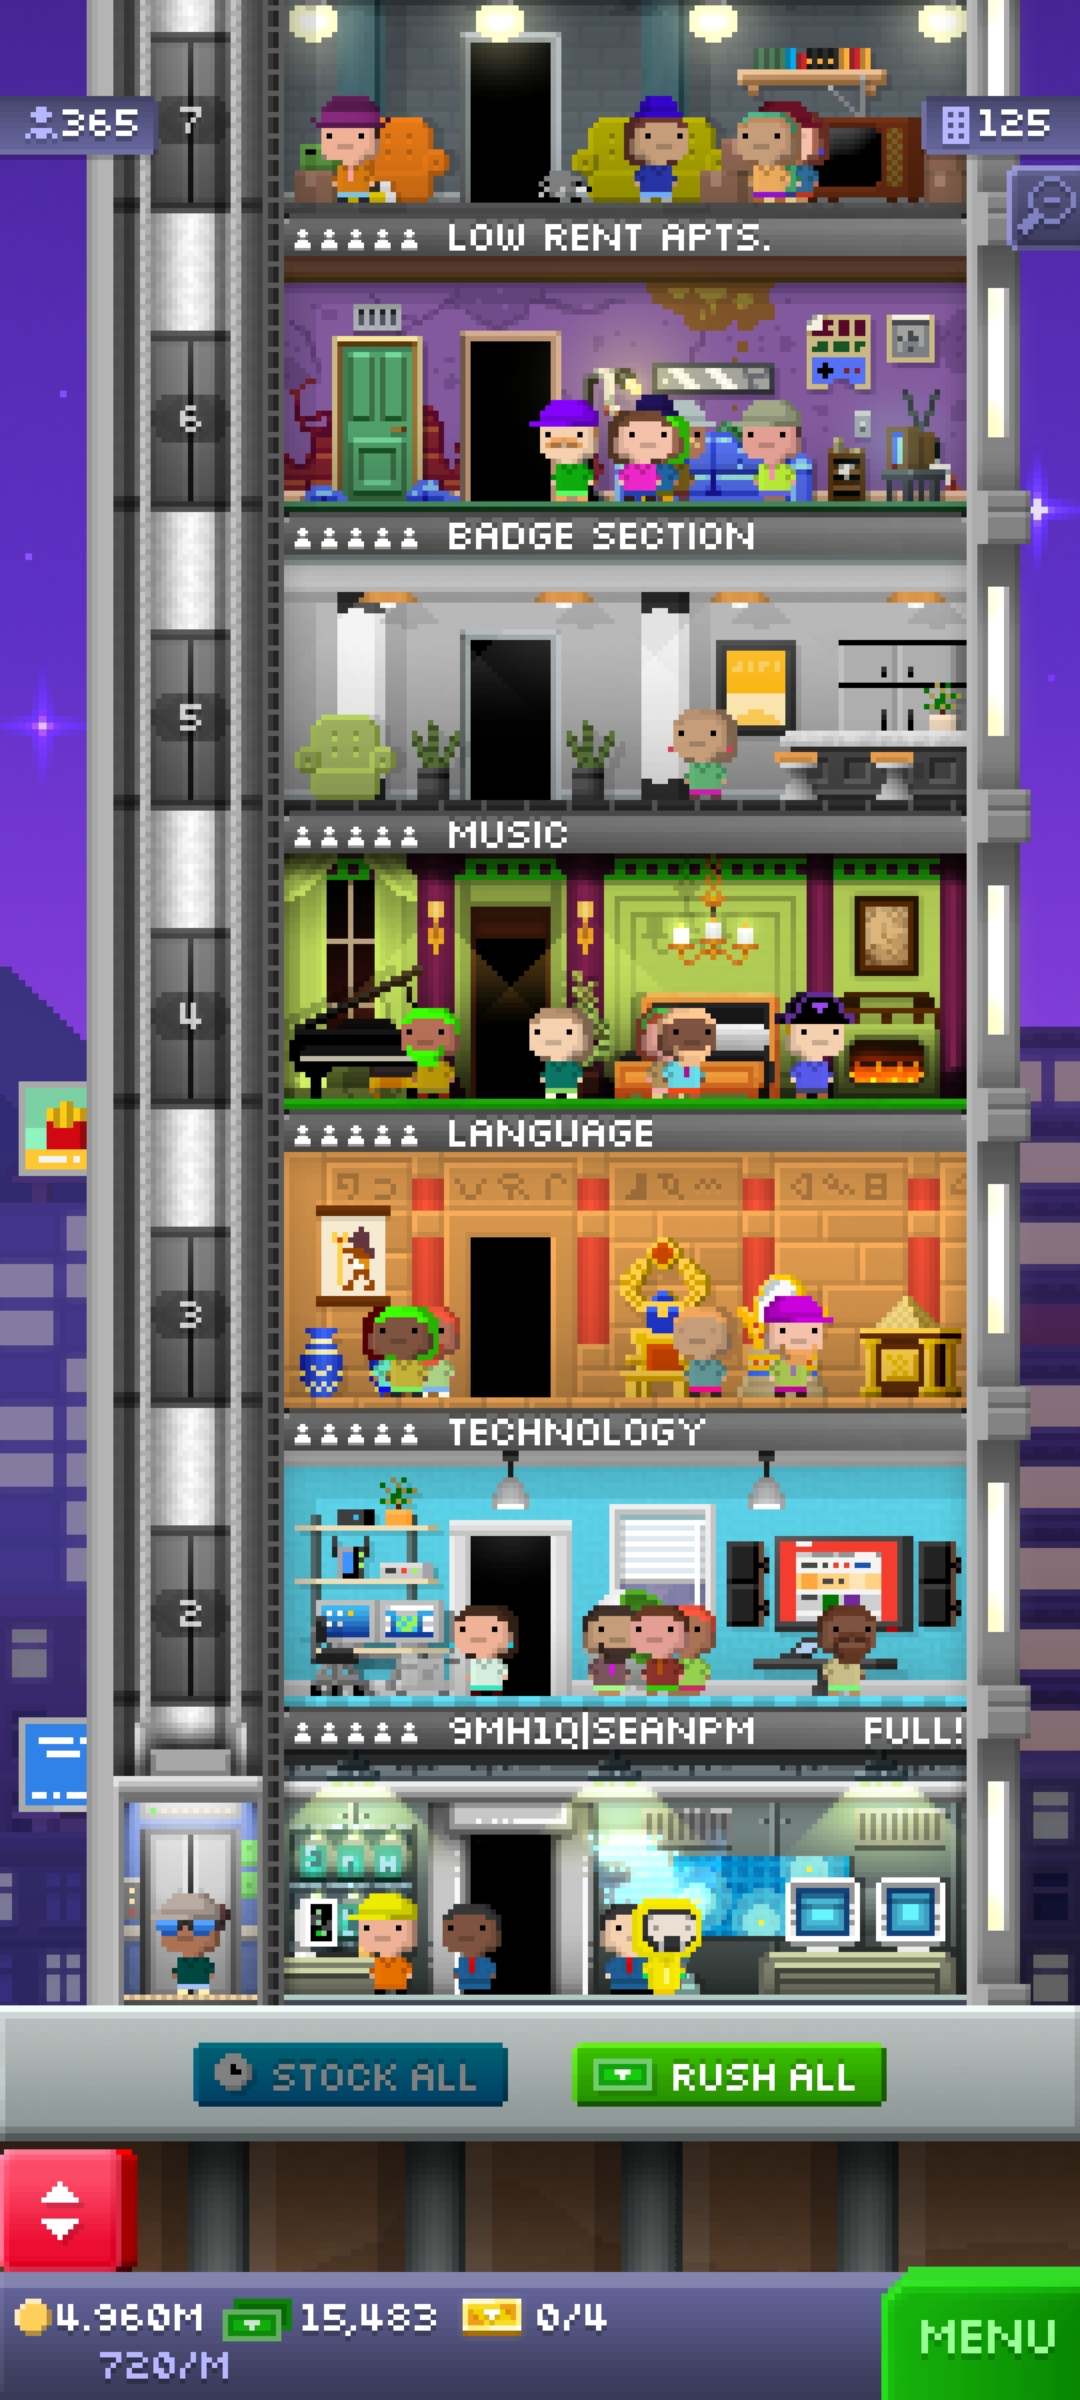 365
7
125
LOW RENT APTS.
6
BADGE SECTION
5
MUSIC
4
LANGUAGE
3
TECHNOLOGY
2
9MH1Q|SEANPM FULL!
STOCK ALL
RUSH ALL
4.960M 15,483 0/4
720/M
MENU